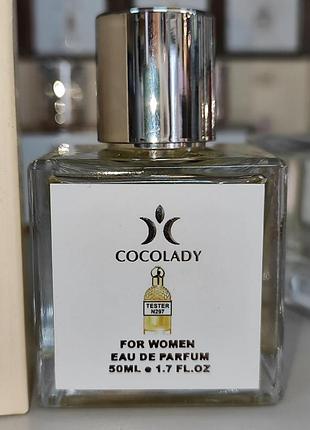 COCOLADY
TESTER
N297
FOR WOMEN
EAU DE PARFUM
50ML e 1.7 FL.OZ